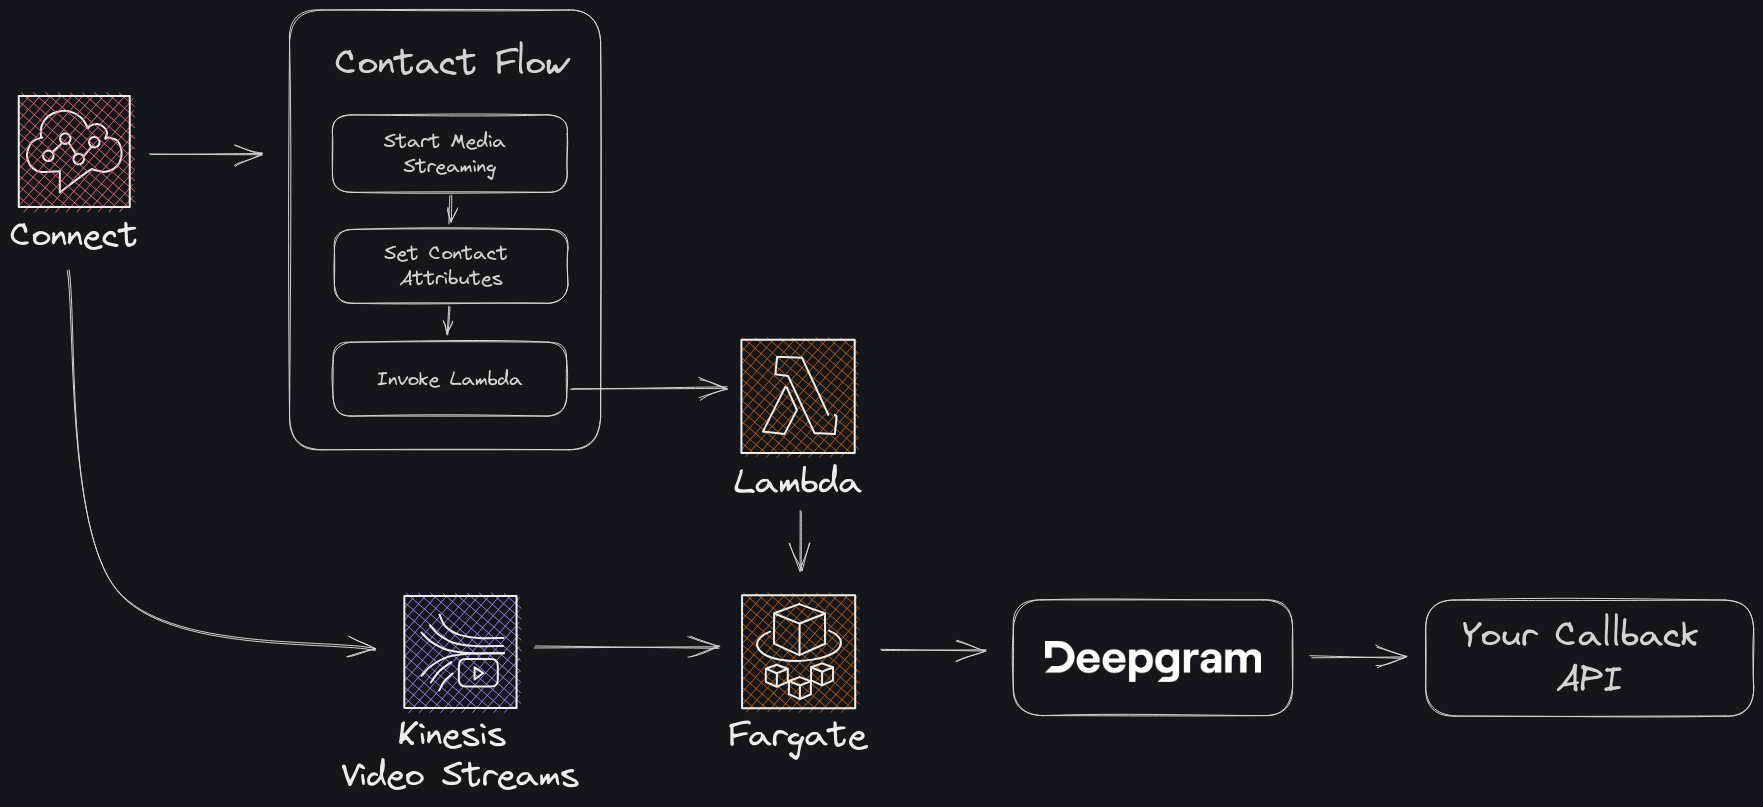 Contact Flow
Start Media
Streaming
Connect
Set Contact
Attributes
Invoke Lambda
Lambda
Kinesis
Video Streams
Fargate
Deepgram
Your Callback
API